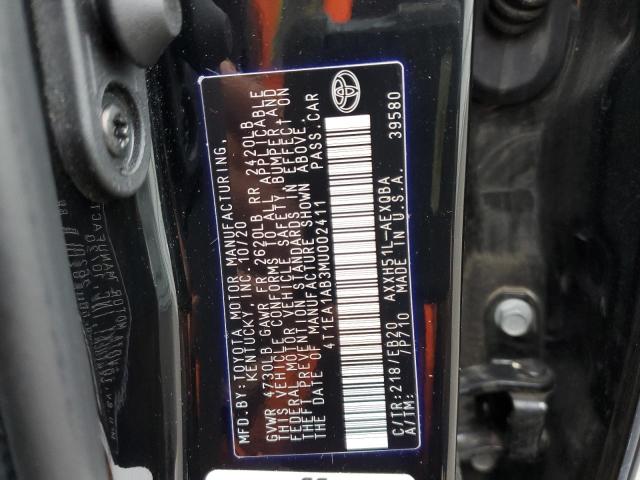 MFD.BY:TOYOTA MOTOR MANUFACTURING,
KENTUCKY, INC. 10/20
GVWR 4730LB GAWR FR 2620LB RR 2420LB
THIS VEHICLE CONFORMS TO ALL APPLICABLE
FEDERAL MOTOR VEHICLE SAFETY, BUMPER, AND
THEFT PREVENTION STANDARDS IN EFFECT ON
THE DATE OF MANUFACTURE SHOWN ABOVE.
4T1EA1AB3MU002411 PASS.CAR
C/TR:218/EB20 AXXH51L-AEXQBA
A/TM: /P710 MADE IN U.S.A. 39580